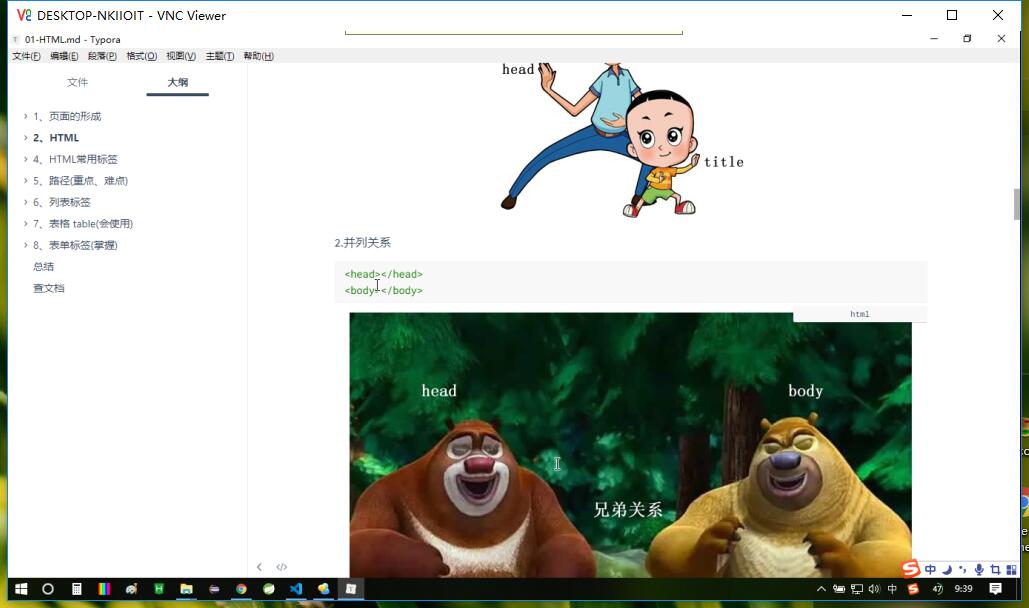 DESKTOP-NKIIOIT - VNC Viewer
01-HTML.md - Typora
文件(F) 编辑(E) 段落(P) 格式(O) 视图(V) 主题(T) 帮助(H)
文件 大纲
1、页面的形成
2、HTML
4、HTML常用标签
5、路径(重点、难点)
6、列表标签
7、表格 table(会使用)
8、表单标签(掌握)
总结
查文档
head
title
2.并列关系
<head></head>
<body></body>
html
head
body
兄弟关系
中
中
47
9:39